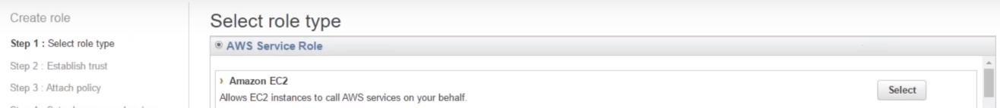 Create role
Step 1 : Select role type
Step 2 : Establish trust
Step 3 : Attach policy
Select role type
AWS Service Role
Amazon EC2
Allows EC2 instances to call AWS services on your behalf.
Select